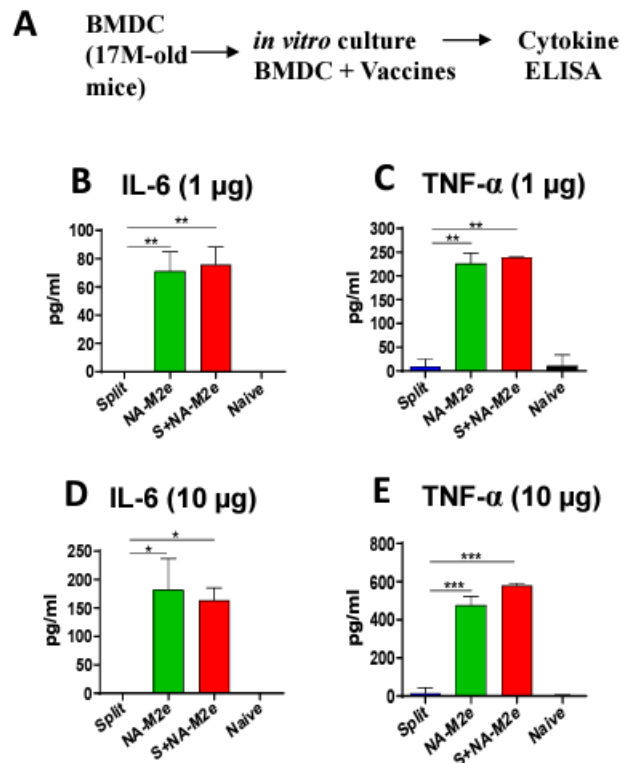 A
BMDC
(17M-old
mice)
in vitro culture
BMDC + Vaccines
Cytokine
ELISA
B IL-6 (1 µg)
**
**
pg/ml
100
80
60
40
20
0
Split
NA-M2e
S+NA-M2e
Naive
C TNF-α (1 µg)
**
**
pg/ml
300
250
200
150
100
50
0
Split
NA-M2e
S+NA-M2e
Naive
D IL-6 (10 µg)
*
*
pg/ml
250
200
150
100
50
0
Split
NA-M2e
S+NA-M2e
Naive
E TNF-α (10 µg)
***
***
pg/ml
800
600
400
200
0
Split
NA-M2e
S+NA-M2e
Naive